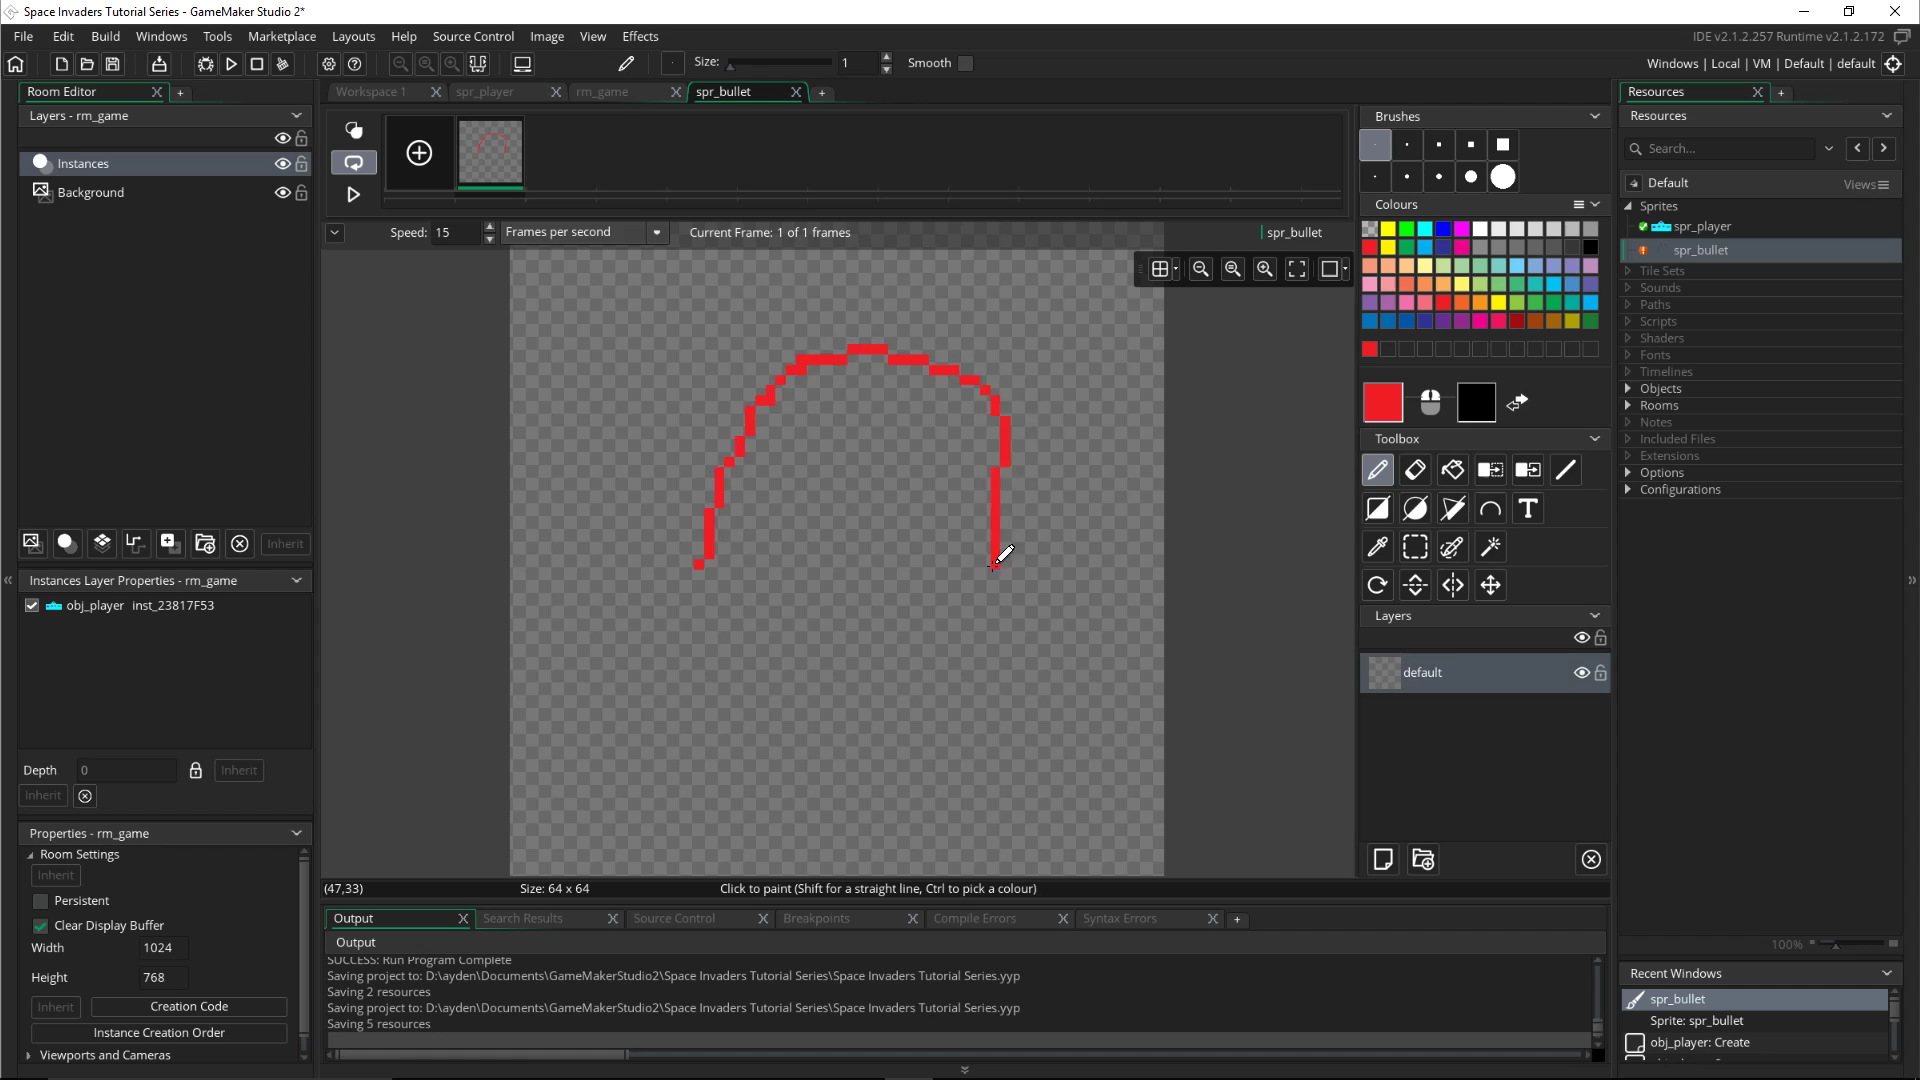 Space Invaders Tutorial Series - GameMaker Studio 2*
File Edit Build Windows Tools Marketplace Layouts Help Source Control Image View Effects
IDE v2.1.2.257 Runtime v2.1.2.172
Size: 1 Smooth
Windows | Local | VM | Default | default
Room Editor
Workspace 1 spr_player rm_game spr_bullet
Resources
Layers - rm_game
Instances
Background
Speed: 15 Frames per second Current Frame: 1 of 1 frames
spr_bullet
Brushes
Colours
Toolbox
Layers
default
Resources
Search...
Default Views
Sprites
spr_player
spr_bullet
Tile Sets
Sounds
Paths
Scripts
Shaders
Fonts
Timelines
Objects
Rooms
Notes
Included Files
Extensions
Options
Configurations
100%
Inherit
Instances Layer Properties - rm_game
obj_player inst_23817F53
Depth 0 Inherit
Inherit
Properties - rm_game
Room Settings
Inherit
Persistent
Clear Display Buffer
Width 1024
Height 768
Inherit Creation Code
Instance Creation Order
Viewports and Cameras
(47,33) Size: 64 x 64 Click to paint (Shift for a straight line, Ctrl to pick a colour)
Output Search Results Source Control Breakpoints Compile Errors Syntax Errors
Output
SUCCESS: Run Program Complete
Saving project to: D:\ayden\Documents\GameMakerStudio2\Space Invaders Tutorial Series\Space Invaders Tutorial Series.yyp
Saving 2 resources
Saving project to: D:\ayden\Documents\GameMakerStudio2\Space Invaders Tutorial Series\Space Invaders Tutorial Series.yyp
Saving 5 resources
Recent Windows
spr_bullet
Sprite: spr_bullet
obj_player: Create